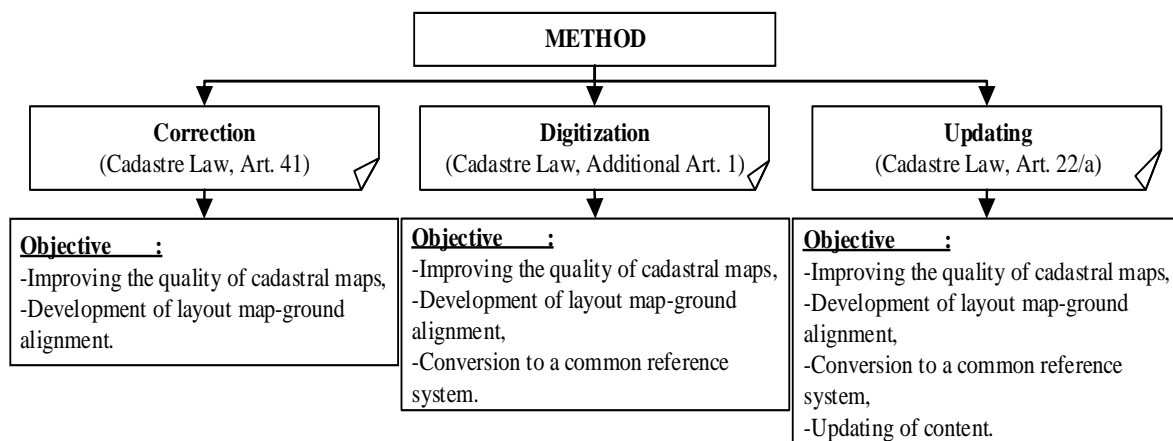 METHOD
Correction
(Cadastre Law, Art. 41)
Digitization
(Cadastre Law, Additional Art. 1)
Updating
(Cadastre Law, Art. 22/a)
Objective :
-Improving the quality of cadastral maps,
-Development of layout map-ground
alignment.
Objective :
-Improving the quality of cadastral maps,
-Development of layout map-ground
alignment,
-Conversion to a common reference
system.
Objective :
-Improving the quality of cadastral maps,
-Development of layout map-ground
alignment,
-Conversion to a common reference
system,
-Updating of content.